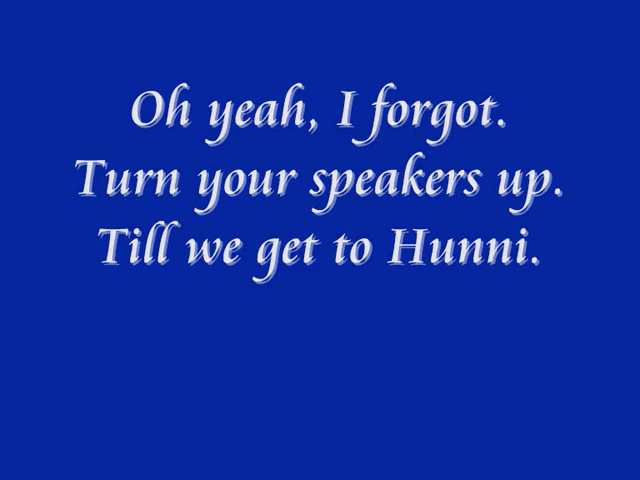 Oh yeah, I forgot.
Turn your speakers up.
Till we get to Hunni.